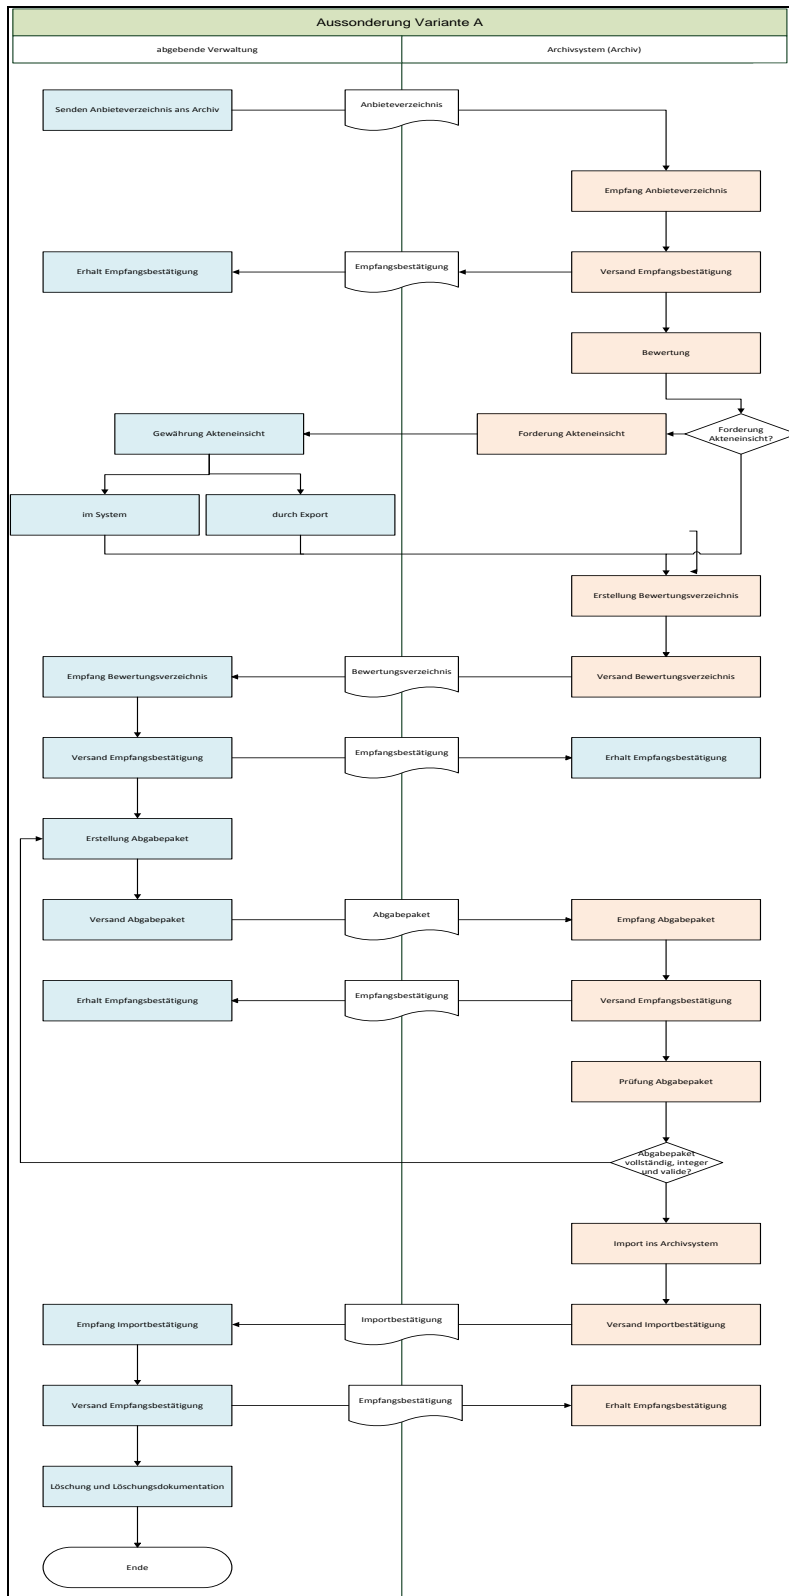 Aussonderung Variante A
abgebende Verwaltung
Archivsystem (Archiv)
Senden Anbieteverzeichnis ans Archiv
Anbieteverzeichnis
Empfang Anbieteverzeichnis
Erhalt Empfangsbestätigung
Empfangsbestätigung
Versand Empfangsbestätigung
Bewertung
Gewährung Akteneinsicht
Forderung Akteneinsicht
Forderung
Akteneinsicht?
im System
durch Export
Erstellung Bewertungsverzeichnis
Empfang Bewertungsverzeichnis
Bewertungsverzeichnis
Versand Bewertungsverzeichnis
Versand Empfangsbestätigung
Empfangsbestätigung
Erhalt Empfangsbestätigung
Erstellung Abgabepaket
Versand Abgabepaket
Abgabepaket
Empfang Abgabepaket
Erhalt Empfangsbestätigung
Empfangsbestätigung
Versand Empfangsbestätigung
Prüfung Abgabepaket
Abgabepaket
vollständig, integer
und valide?
Import ins Archivsystem
Empfang Importbestätigung
Importbestätigung
Versand Importbestätigung
Versand Empfangsbestätigung
Empfangsbestätigung
Erhalt Empfangsbestätigung
Löschung und Löschungsdokumentation
Ende